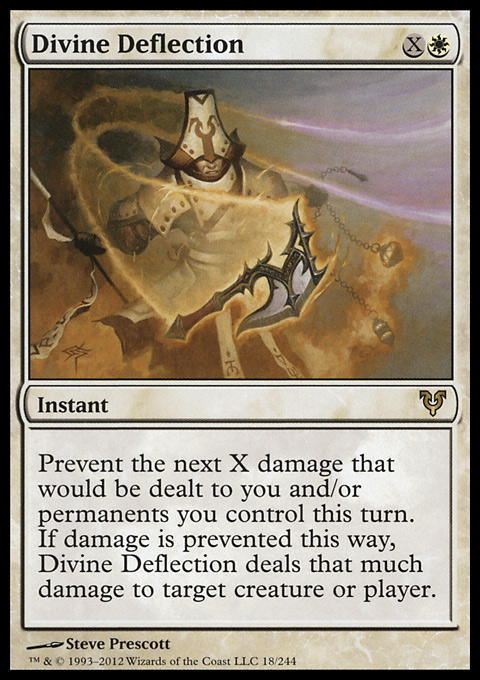 Divine Deflection X
Instant
Prevent the next X damage that
would be dealt to you and/or
permanents you control this turn.
If damage is prevented this way,
Divine Deflection deals that much
damage to target creature or player.
Steve Prescott
™ & © 1993–2012 Wizards of the Coast LLC 18/244